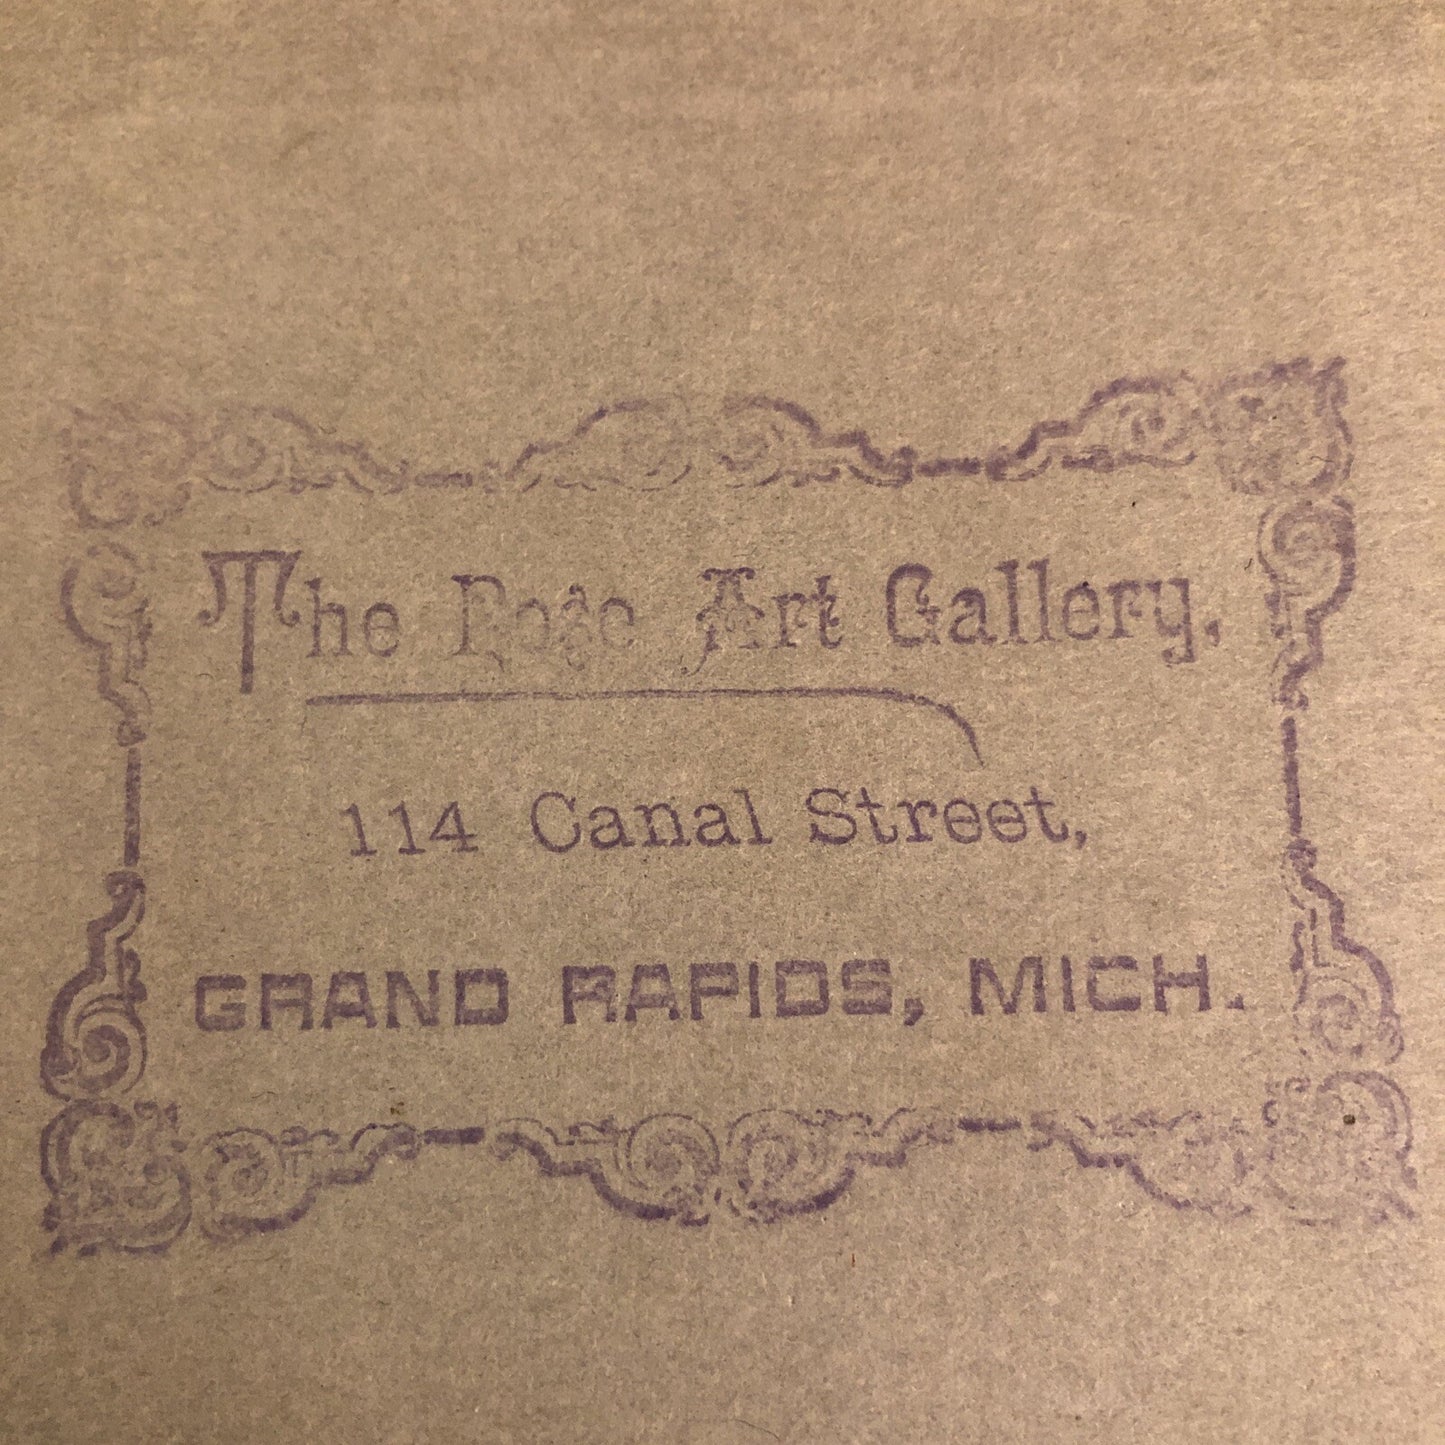 The Rose Art Gallery,
114 Canal Street,
GRAND RAPIDS, MICH.